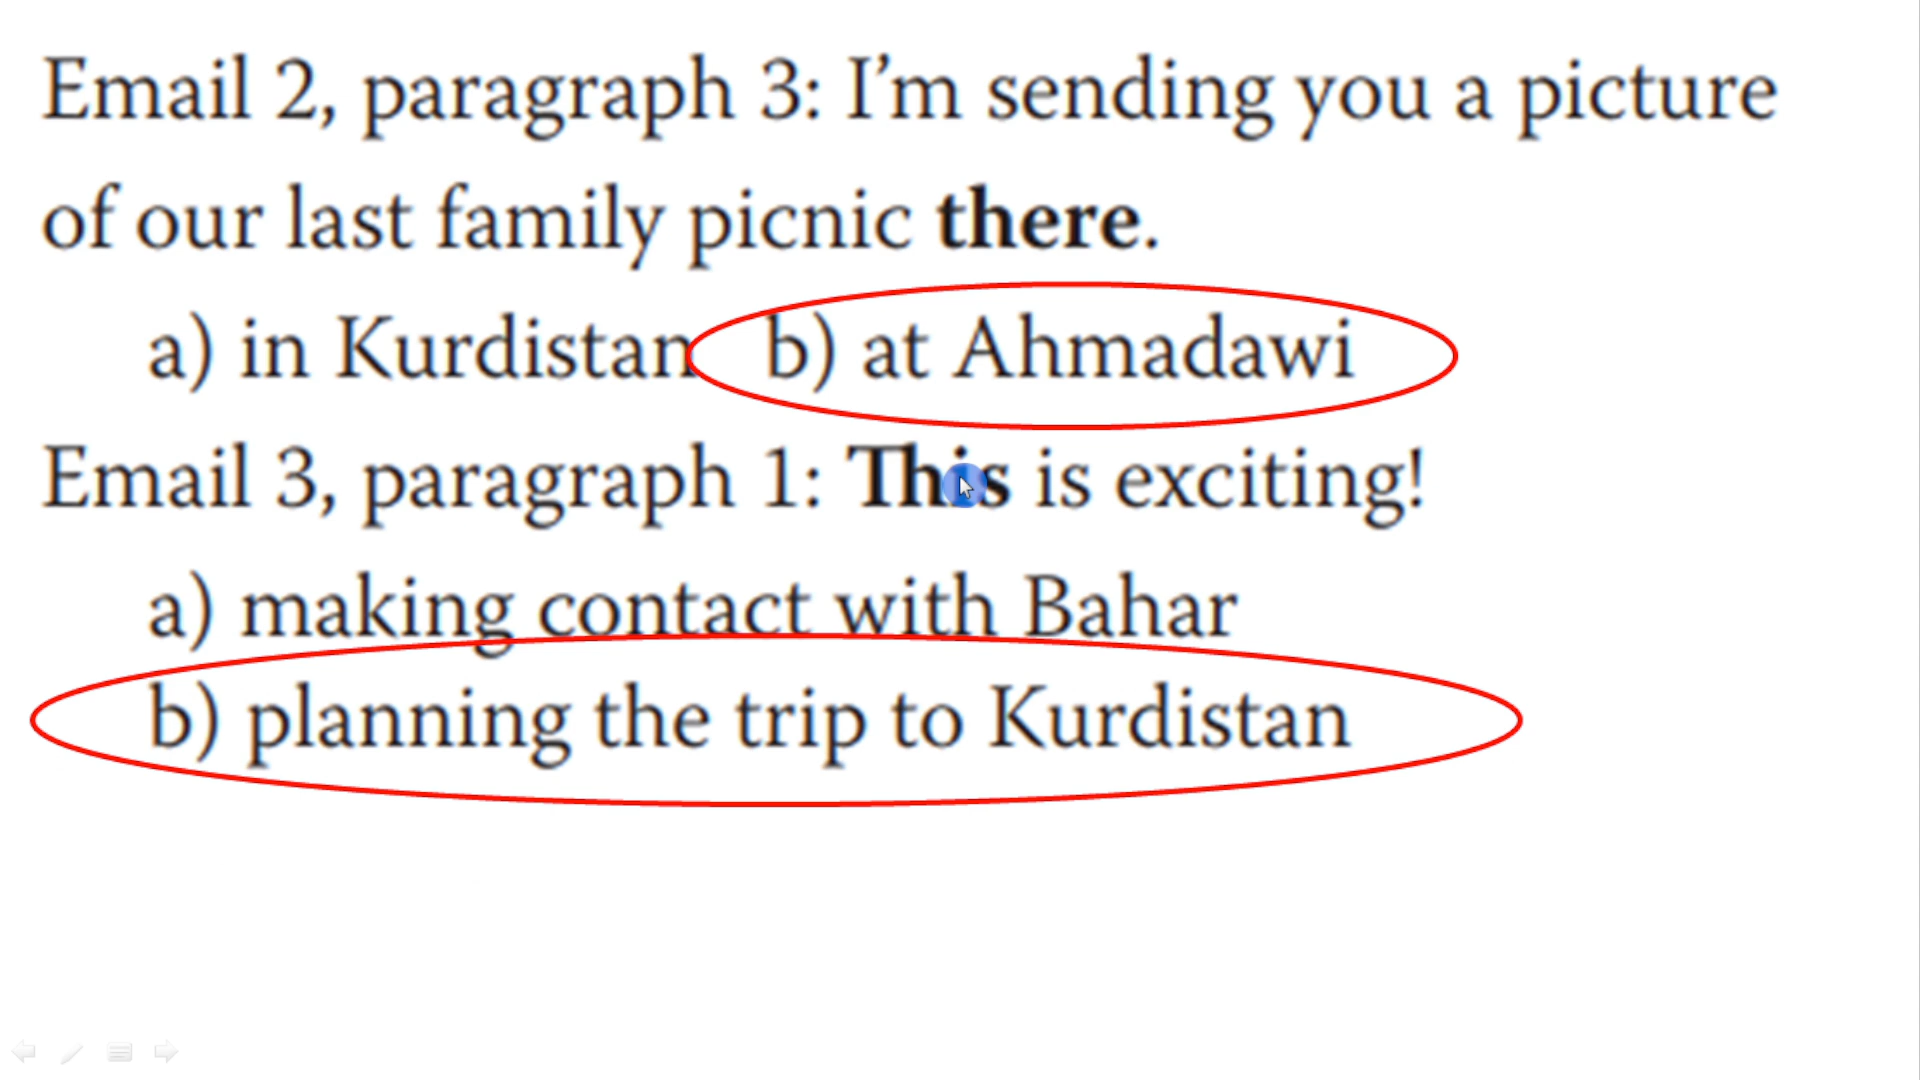 Email 2, paragraph 3: I’m sending you a picture
of our last family picnic there.
a) in Kurdistan b) at Ahmadawi
Email 3, paragraph 1: This is exciting!
a) making contact with Bahar
b) planning the trip to Kurdistan